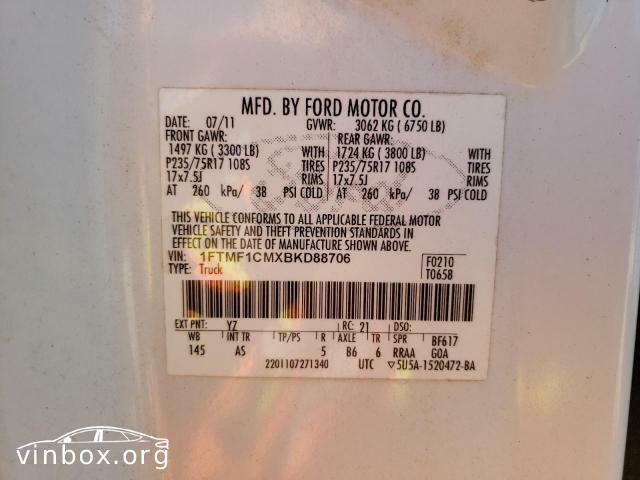 MFD. BY FORD MOTOR CO.
DATE: 07/11 GVWR: 3062 KG ( 6750 LB)
FRONT GAWR: REAR GAWR:
1497 KG ( 3300 LB) WITH 1724 KG ( 3800 LB) WITH
P235/75R17 108S TIRES P235/75R17 108S TIRES
17x7.5J RIMS 17x7.5J RIMS
AT 260 kPa/ 38 PSI COLD AT 260 kPa/ 38 PSI COLD
THIS VEHICLE CONFORMS TO ALL APPLICABLE FEDERAL MOTOR
VEHICLE SAFETY AND THEFT PREVENTION STANDARDS IN
EFFECT ON THE DATE OF MANUFACTURE SHOWN ABOVE.
VIN: 1FTMF1CMXBKD88706 F0210
TYPE: Truck T0658
EXT PNT: Y7 RC: 21 DSO:
WB INT TR TP/PS R AXLE TR SPR BF617
145 AS 5 B6 6 RRAA GOA
2201107271340 UTC ▽5U5A-1520472-BA
vinbox.org